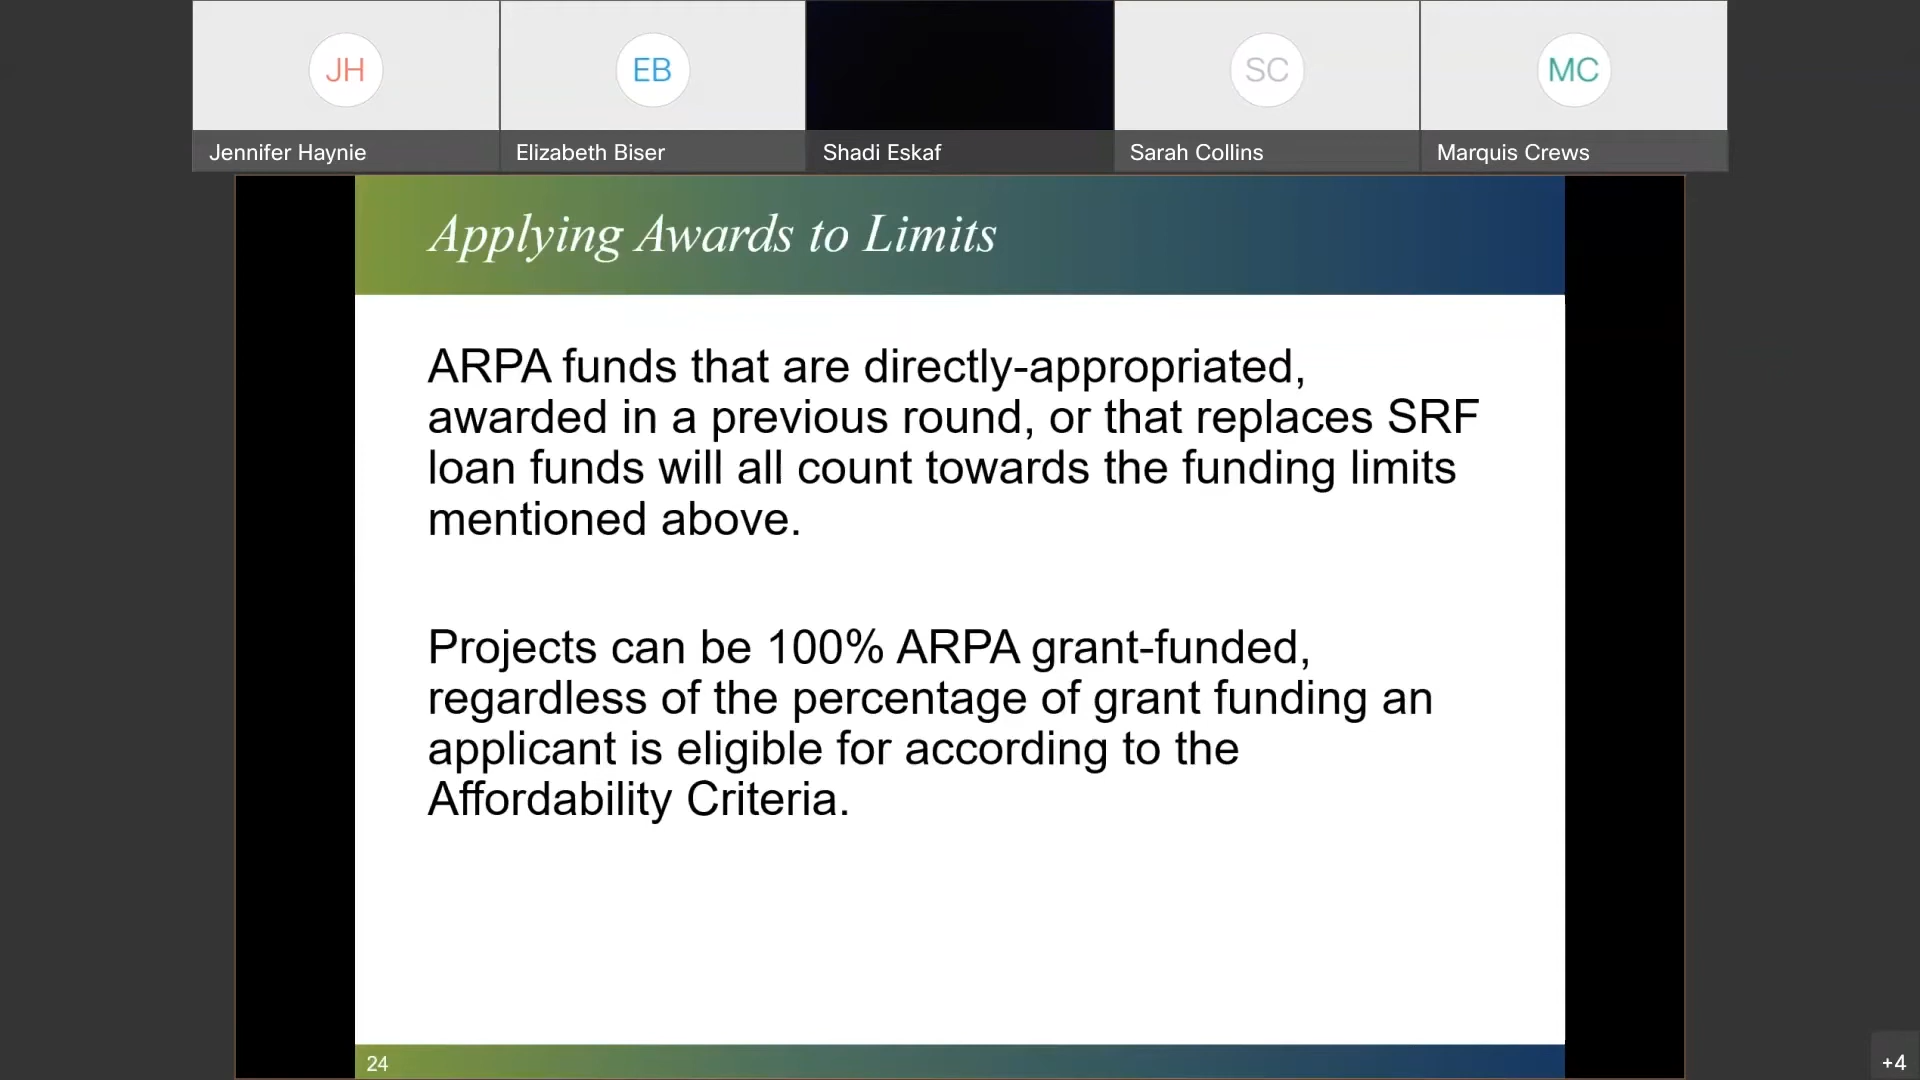 JH
EB
SC
MC
Jennifer Haynie
Elizabeth Biser
Shadi Eskaf
Sarah Collins
Marquis Crews
Applying Awards to Limits
ARPA funds that are directly-appropriated,
awarded in a previous round, or that replaces SRF
loan funds will all count towards the funding limits
mentioned above.
Projects can be 100% ARPA grant-funded,
regardless of the percentage of grant funding an
applicant is eligible for according to the
Affordability Criteria.
24
+4